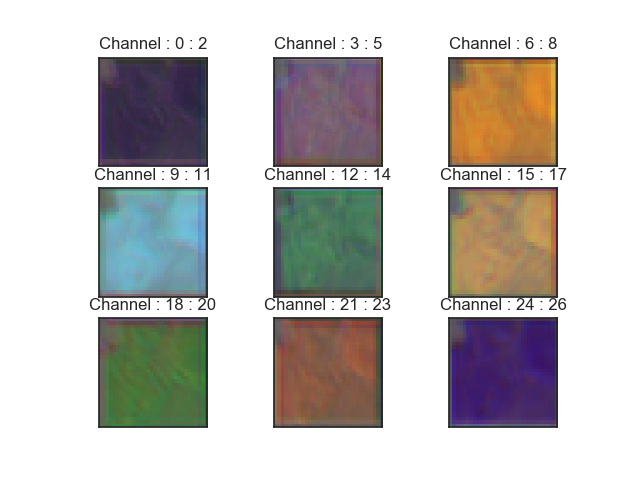 Channel : 0 : 2
Channel : 3 : 5
Channel : 6 : 8
Channel : 9 : 11
Channel : 12 : 14
Channel : 15 : 17
Channel : 18 : 20
Channel : 21 : 23
Channel : 24 : 26